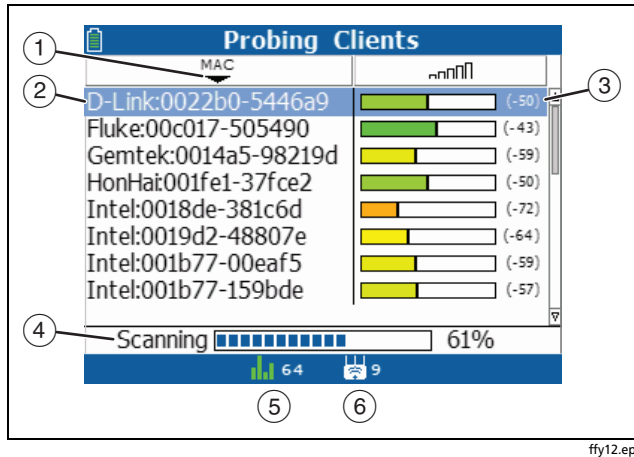 Probing Clients
1
MAC
2
D-Link:0022b0-5446a9 (-50)
3
Fluke:00c017-505490 (-43)
Gemtek:0014a5-98219d (-59)
HonHai:001fe1-37fce2 (-50)
Intel:0018de-381c6d (-72)
Intel:0019d2-48807e (-64)
Intel:001b77-00eaf5 (-59)
Intel:001b77-159bde (-57)
4
Scanning 61%
64 9
5 6
ffy12.ep